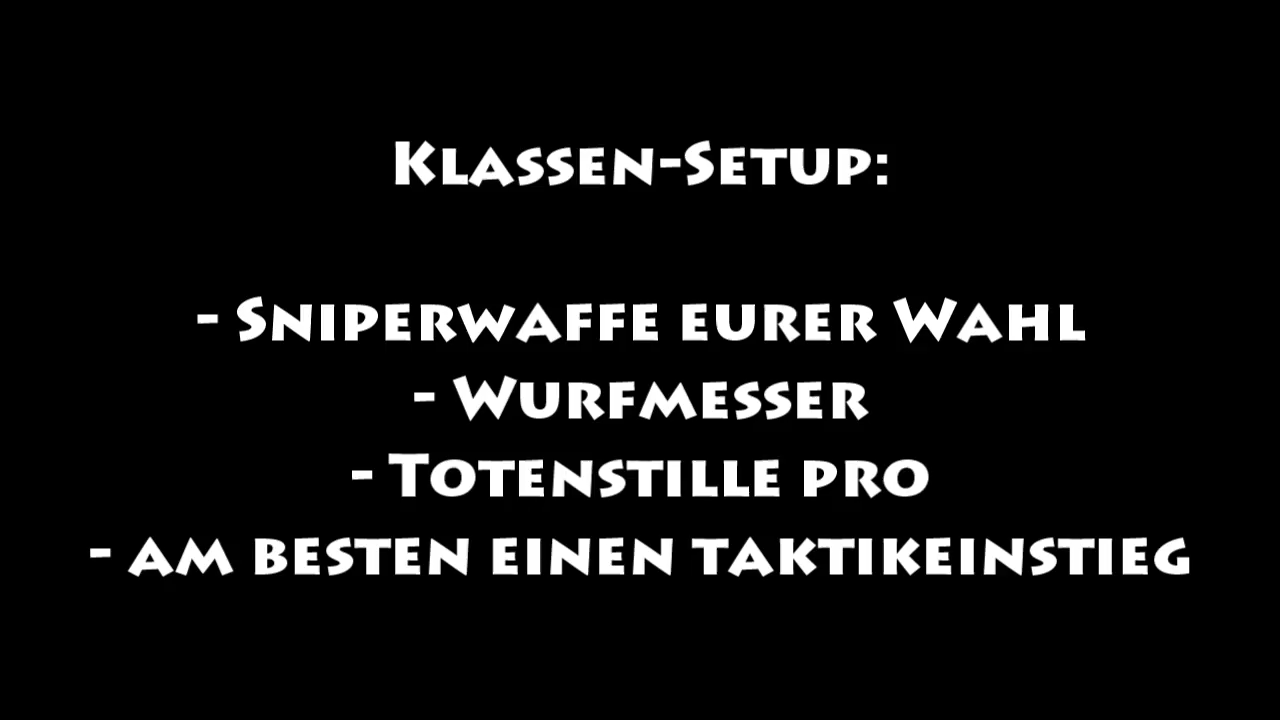 Klassen-Setup:
- Sniperwaffe eurer Wahl
- Wurfmesser
- Totenstille pro
- am besten einen taktikeinstieg